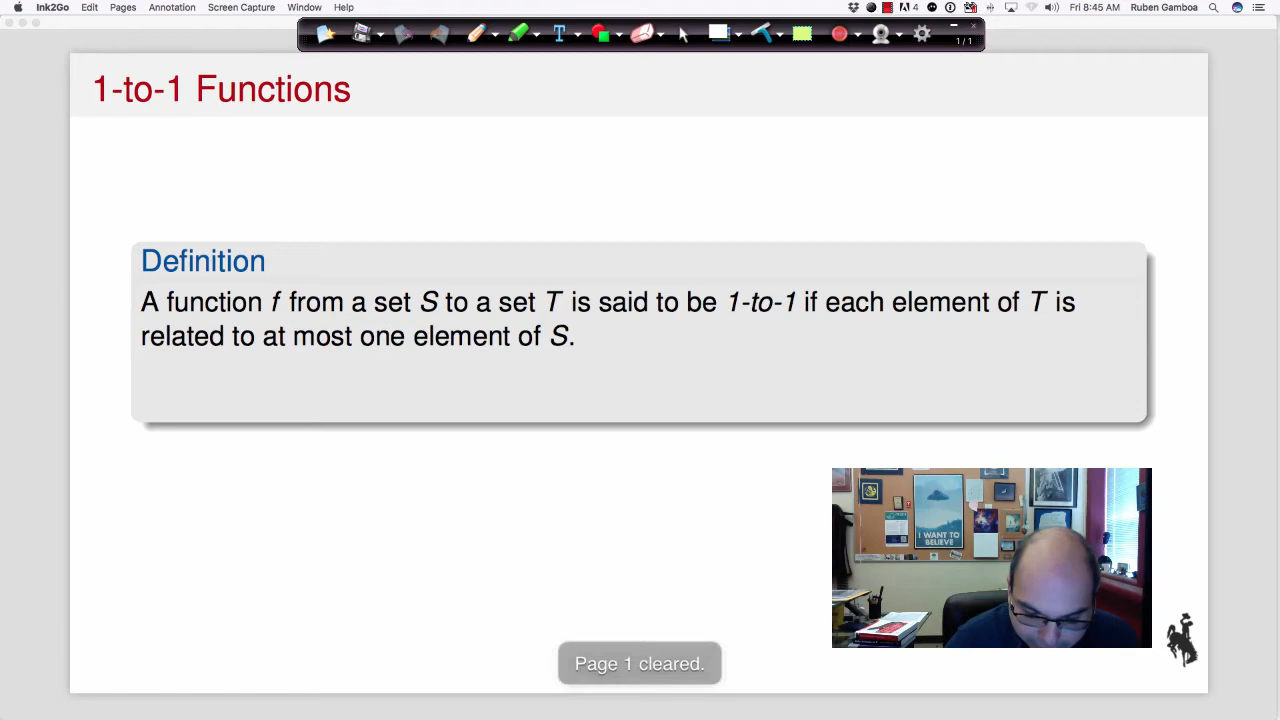 Ink2Go Edit Pages Annotation Screen Capture Window Help 4 Fri 8:45 AM Ruben Gamboa
1/1
1-to-1 Functions
Definition
A function f from a set S to a set T is said to be 1-to-1 if each element of T is
related to at most one element of S.
I WANT TO
BELIEVE
Page 1 cleared.